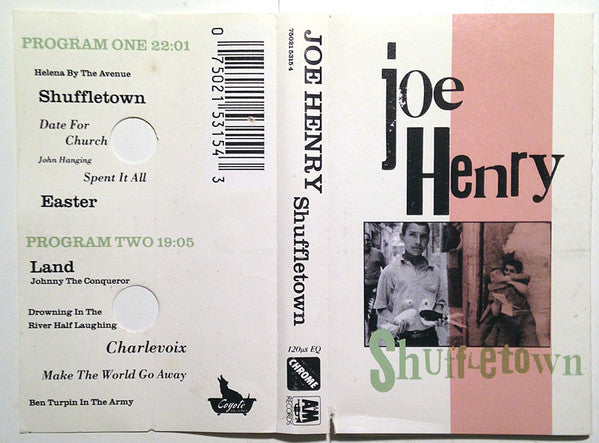 PROGRAM ONE 22:01
Helena By The Avenue
Shuffletown
Date For
Church
John Hanging
Spent It All
Easter
PROGRAM TWO 19:05
Land
Johnny The Conqueror
Drowning In The
River Half Laughing
Charlevoix
Make The World Go Away
Ben Turpin In The Army
0 75021 53154 3
Coyote
75021 5315 4
JOE HENRY Shuffletown
120µs EQ
CHROME
A&M
RECORDS
joe
Henry
Shuffletown